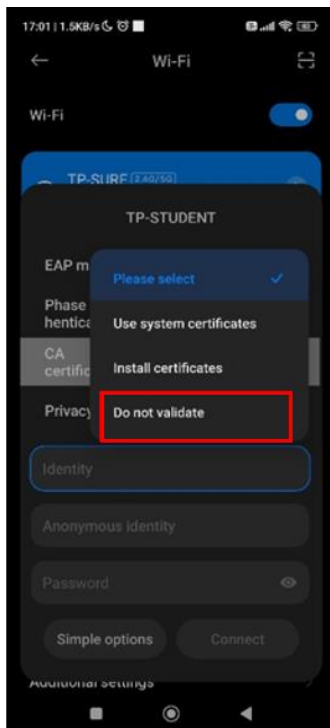 17:01 | 1.5KB/s
Wi-Fi
Wi-Fi
TP-SURF 2.4G/5G
TP-STUDENT
EAP m
Please select
Phase
hentica
Use system certificates
CA
certific
Install certificates
Privacy
Do not validate
Identity
Anonymous identity
Password
Simple options
Connect
Additional settings